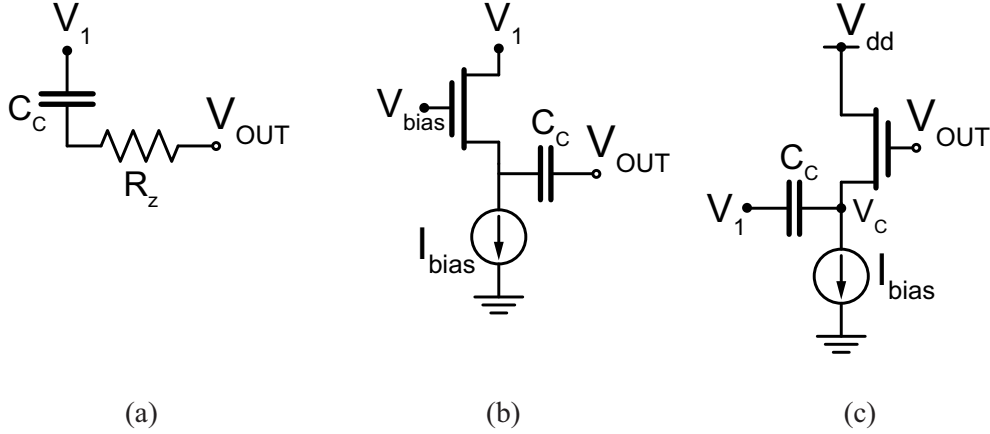 V1
CC
VOUT
Rz
(a)
V1
Vbias
CC
VOUT
Ibias
(b)
Vdd
VOUT
CC
V1
VC
Ibias
(c)